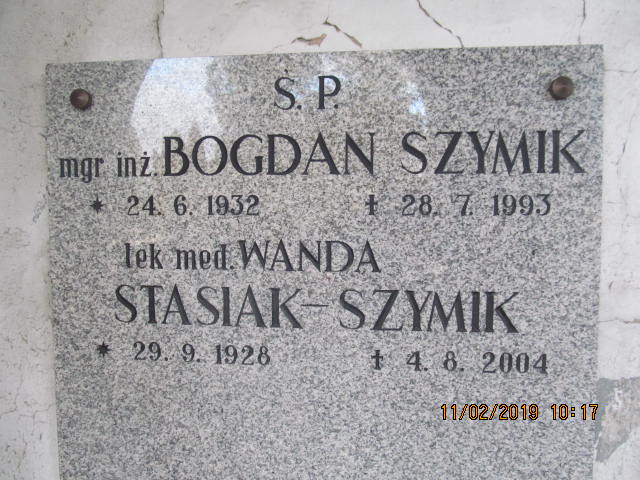 Ś. P.
mgr inż. BOGDAN SZYMIK
* 24. 6. 1932 ✝ 28. 7. 1993
lek med. WANDA
STASIAK-SZYMIK
* 29. 9. 1928 ✝ 4. 8. 2004
11/02/2019 10:17